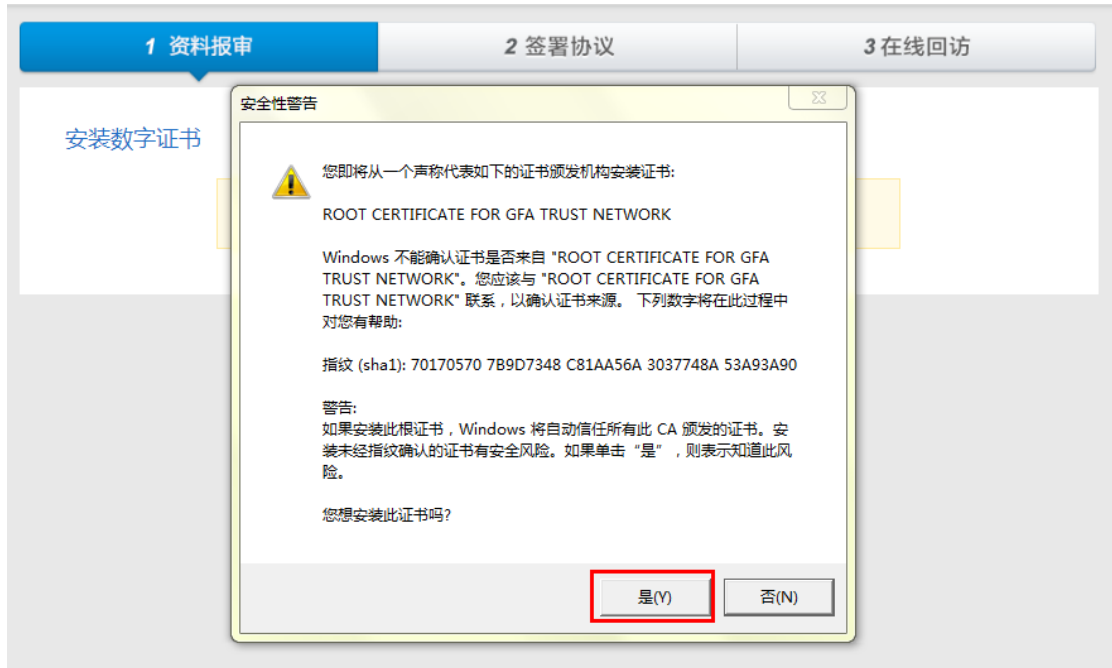 1 资料报审
2 签署协议
3 在线回访
安装数字证书
安全性警告
您即将从一个声称代表如下的证书颁发机构安装证书:
ROOT CERTIFICATE FOR GFA TRUST NETWORK
Windows 不能确认证书是否来自 "ROOT CERTIFICATE FOR GFA
TRUST NETWORK"。您应该与 "ROOT CERTIFICATE FOR GFA
TRUST NETWORK" 联系，以确认证书来源。 下列数字将在此过程中
对您有帮助:
指纹 (sha1): 70170570 7B9D7348 C81AA56A 3037748A 53A93A90
警告:
如果安装此根证书，Windows 将自动信任所有此 CA 颁发的证书。安
装未经指纹确认的证书有安全风险。如果单击“是”，则表示知道此风
险。
您想安装此证书吗?
是(Y)
否(N)